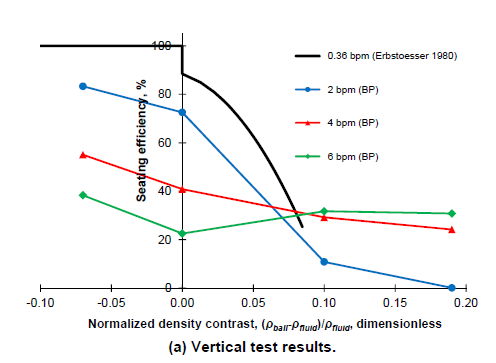 100
80
60
40
20
0
Seating efficiency, %
0.36 bpm (Erbstoesser 1980)
2 bpm (BP)
4 bpm (BP)
6 bpm (BP)
-0.10 -0.05 0.00 0.05 0.10 0.15 0.20
Normalized density contrast, (ρball-ρfluid)/ρfluid, dimensionless
(a) Vertical test results.